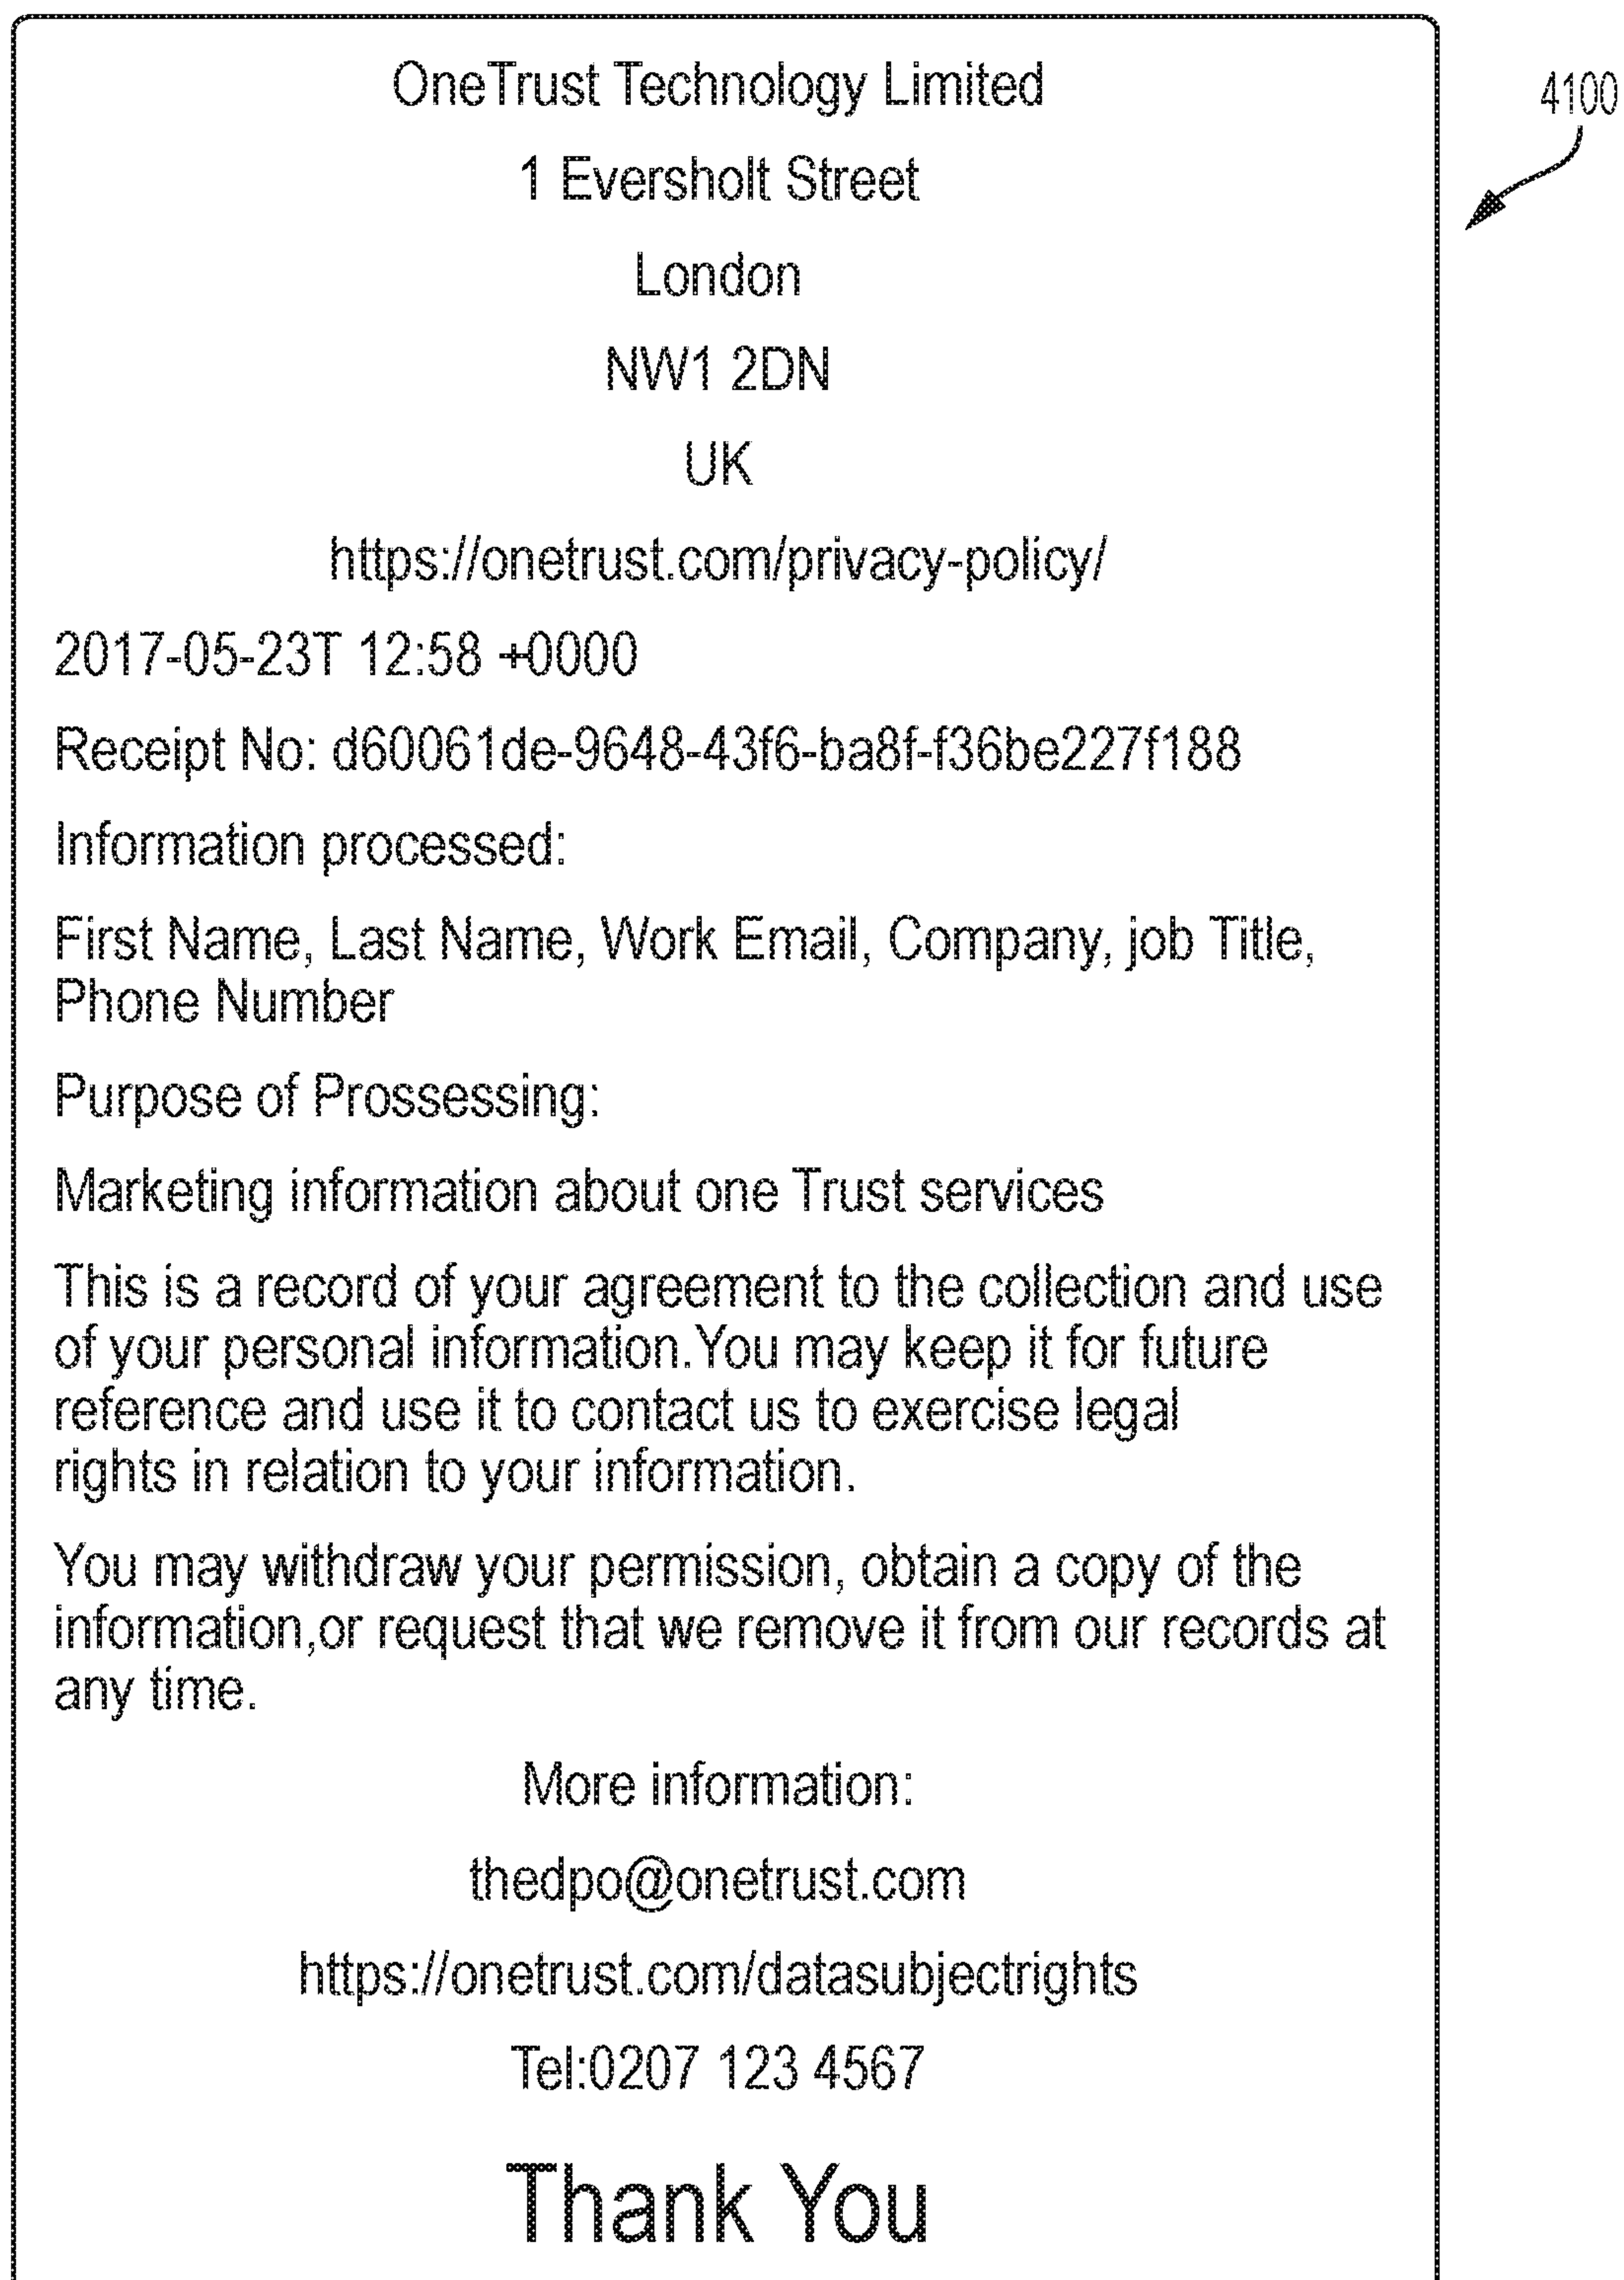 OneTrust Technology Limited
4100
1 Eversholt Street
London
NW1 2DN
UK
https://onetrust.com/privacy-policy/
2017-05-23T 12:58 +0000
Receipt No: d60061de-9648-43f6-ba8f-f36be227f188
Information processed:
First Name, Last Name, Work Email, Company, job Title,
Phone Number
Purpose of Prossessing:
Marketing information about one Trust services
This is a record of your agreement to the collection and use
of your personal information.You may keep it for future
reference and use it to contact us to exercise legal
rights in relation to your information.
You may withdraw your permission, obtain a copy of the
information,or request that we remove it from our records at
any time.
More information:
thedpo@onetrust.com
https://onetrust.com/datasubjectrights
Tel:0207 123 4567
Thank You